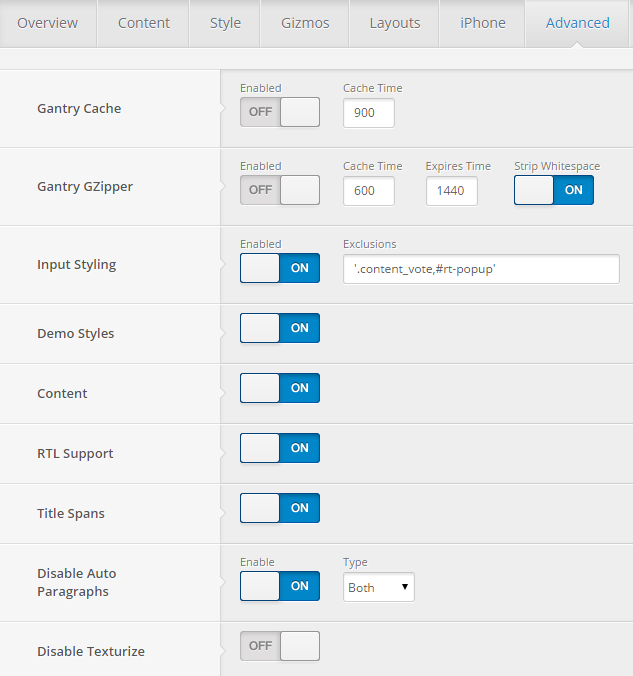 Overview Content Style Gizmos Layouts iPhone Advanced
Enabled Cache Time
Gantry Cache OFF 900
Enabled Cache Time Expires Time Strip Whitespace
Gantry GZipper OFF 600 1440 ON
Enabled Exclusions
Input Styling ON '.content_vote,#rt-popup'
Demo Styles ON
Content ON
RTL Support ON
Title Spans ON
Enable Type
Disable Auto
Paragraphs ON Both
Disable Texturize OFF